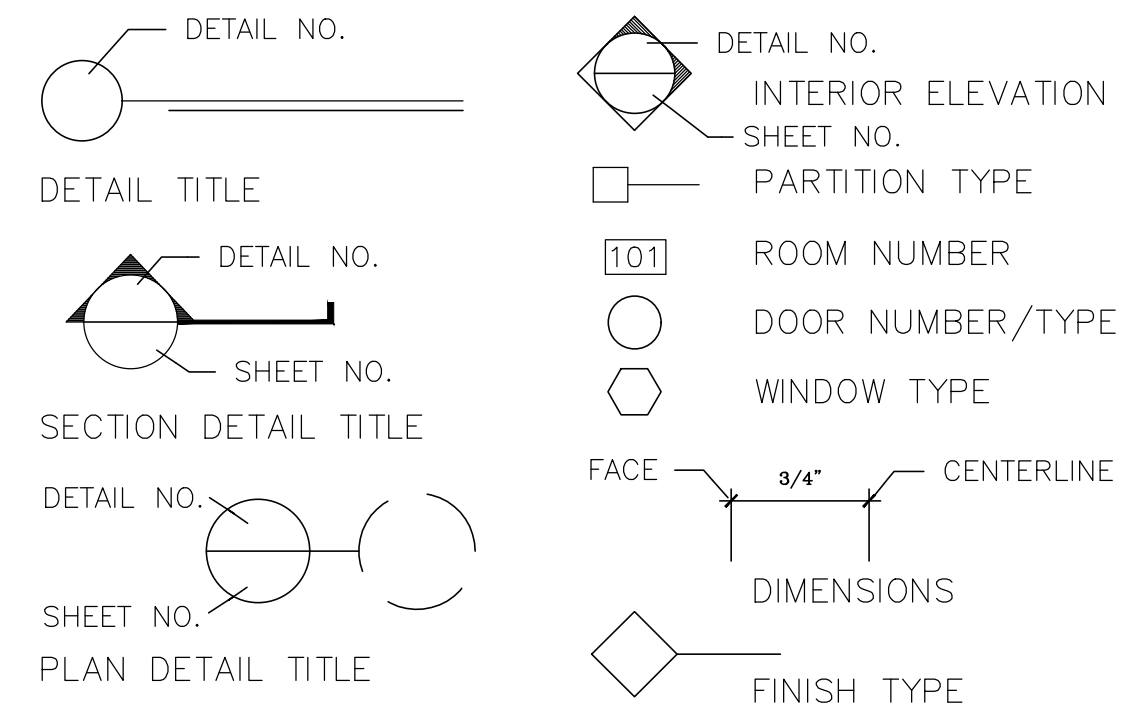 DETAIL NO.
DETAIL TITLE
DETAIL NO.
SHEET NO.
SECTION DETAIL TITLE
DETAIL NO.
SHEET NO.
PLAN DETAIL TITLE
DETAIL NO.
INTERIOR ELEVATION
SHEET NO.
PARTITION TYPE
101 ROOM NUMBER
DOOR NUMBER/TYPE
WINDOW TYPE
FACE 3/4" CENTERLINE
DIMENSIONS
FINISH TYPE